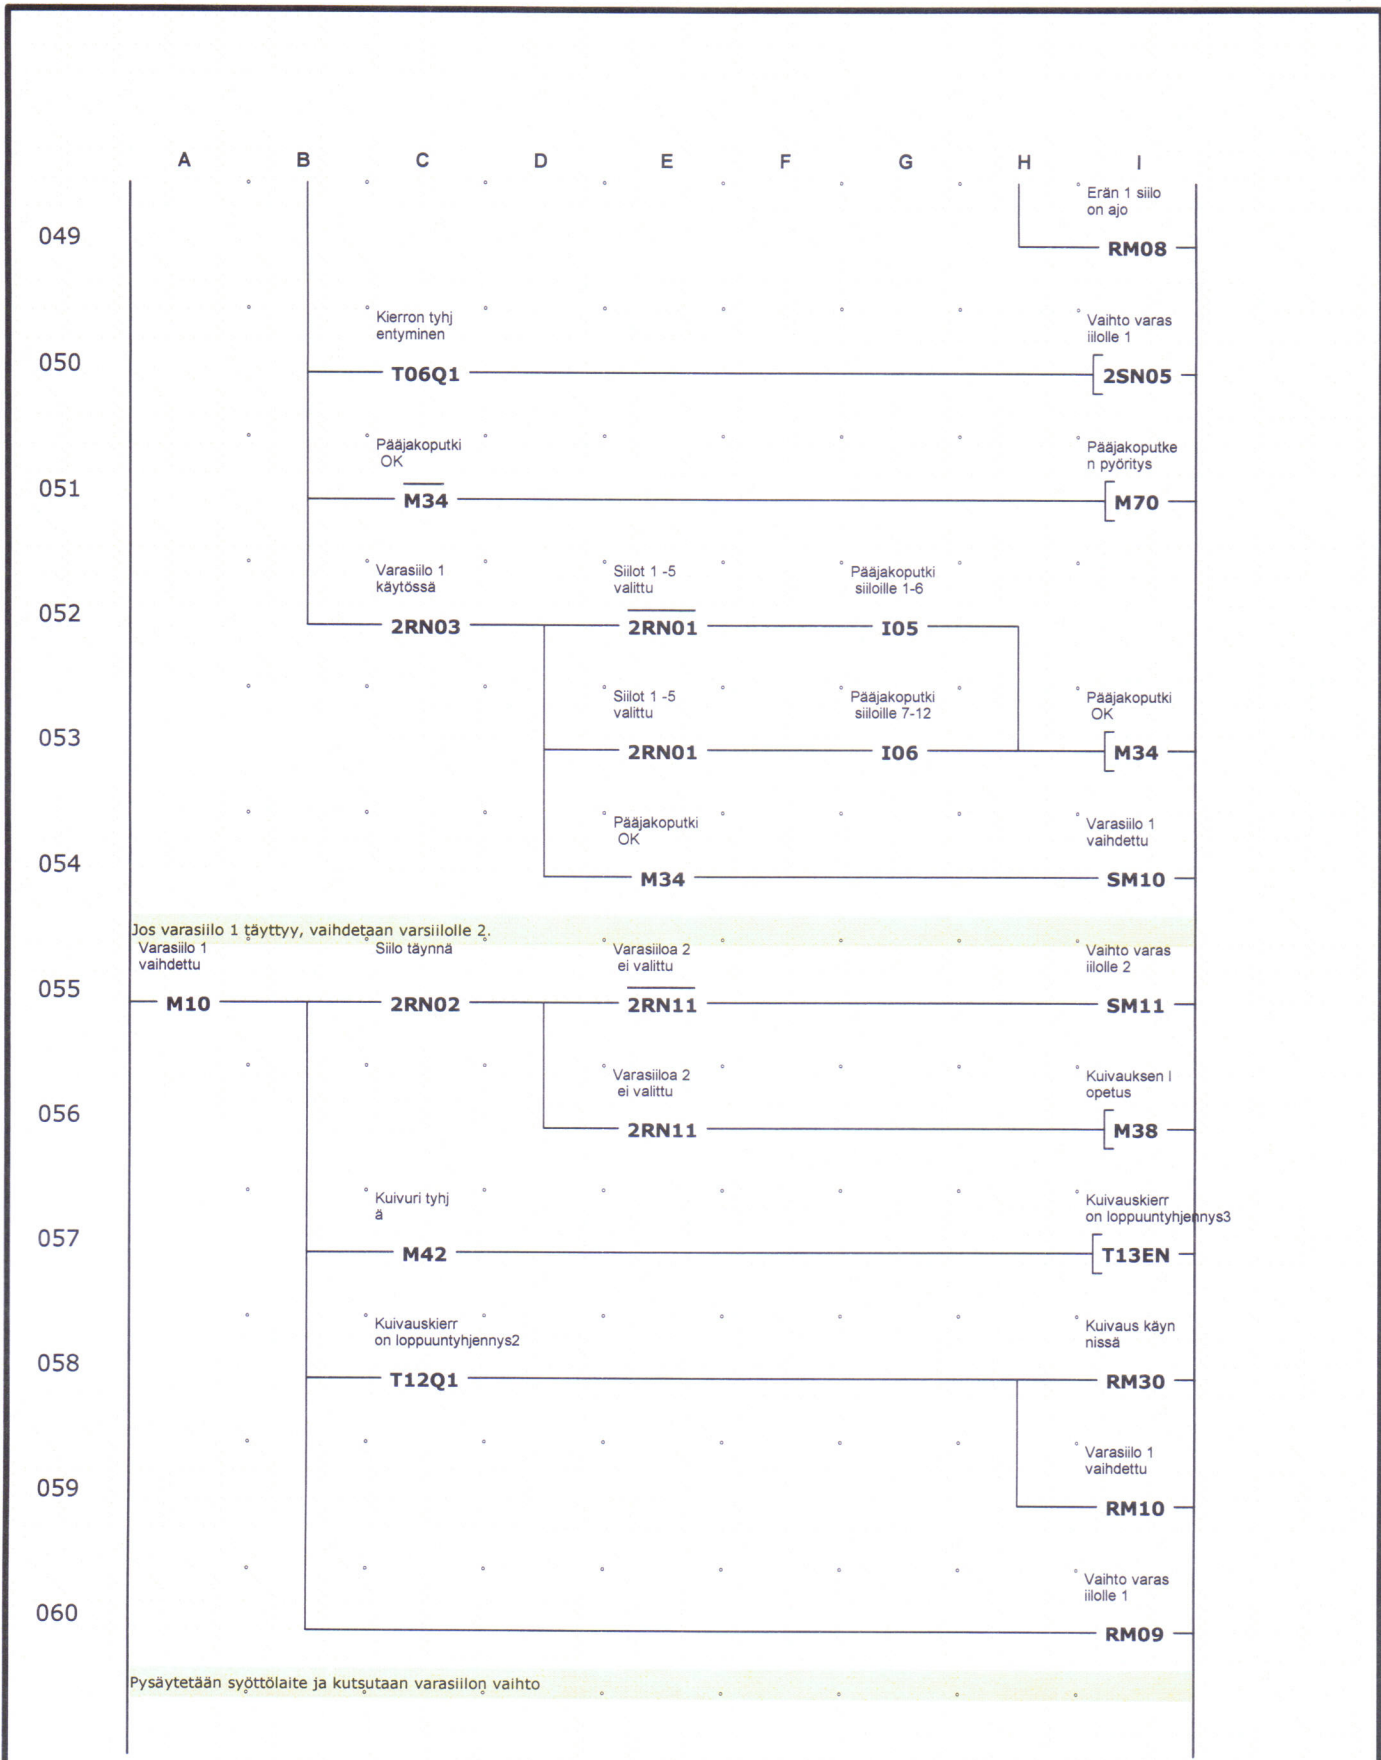 A B C D E F G H I
Erän 1 siilo
on ajo
049
RM08
Kierron tyhj
entyminen
Vaihto varas
iilolle 1
050
T06Q1
[2SN05
Pääjakoputki
OK
Pääjakoputke
n pyöritys
051
M34
[M70
Varasiilo 1
käytössä
Siilot 1 -5
valittu
Pääjakoputki
siiloille 1-6
052
2RN03
2RN01
I05
Siilot 1 -5
valittu
Pääjakoputki
siiloille 7-12
Pääjakoputki
OK
053
2RN01
I06
[M34
Pääjakoputki
OK
Varasiilo 1
vaihdettu
054
M34
SM10
Jos varasiilo 1 täyttyy, vaihdetaan varsiilolle 2.
Varasiilo 1
vaihdettu
Siilo täynnä
Varasiiloa 2
ei valittu
Vaihto varas
iilolle 2
055
M10
2RN02
2RN11
SM11
Varasiiloa 2
ei valittu
Kuivauksen l
opetus
056
2RN11
[M38
Kuivuri tyhj
ä
Kuivauskierr
on loppuuntyhjennys3
057
M42
[T13EN
Kuivauskierr
on loppuuntyhjennys2
Kuivaus käyn
nissä
058
T12Q1
RM30
Varasiilo 1
vaihdettu
059
RM10
Vaihto varas
iilolle 1
060
RM09
Pysäytetään syöttölaite ja kutsutaan varasiilon vaihto